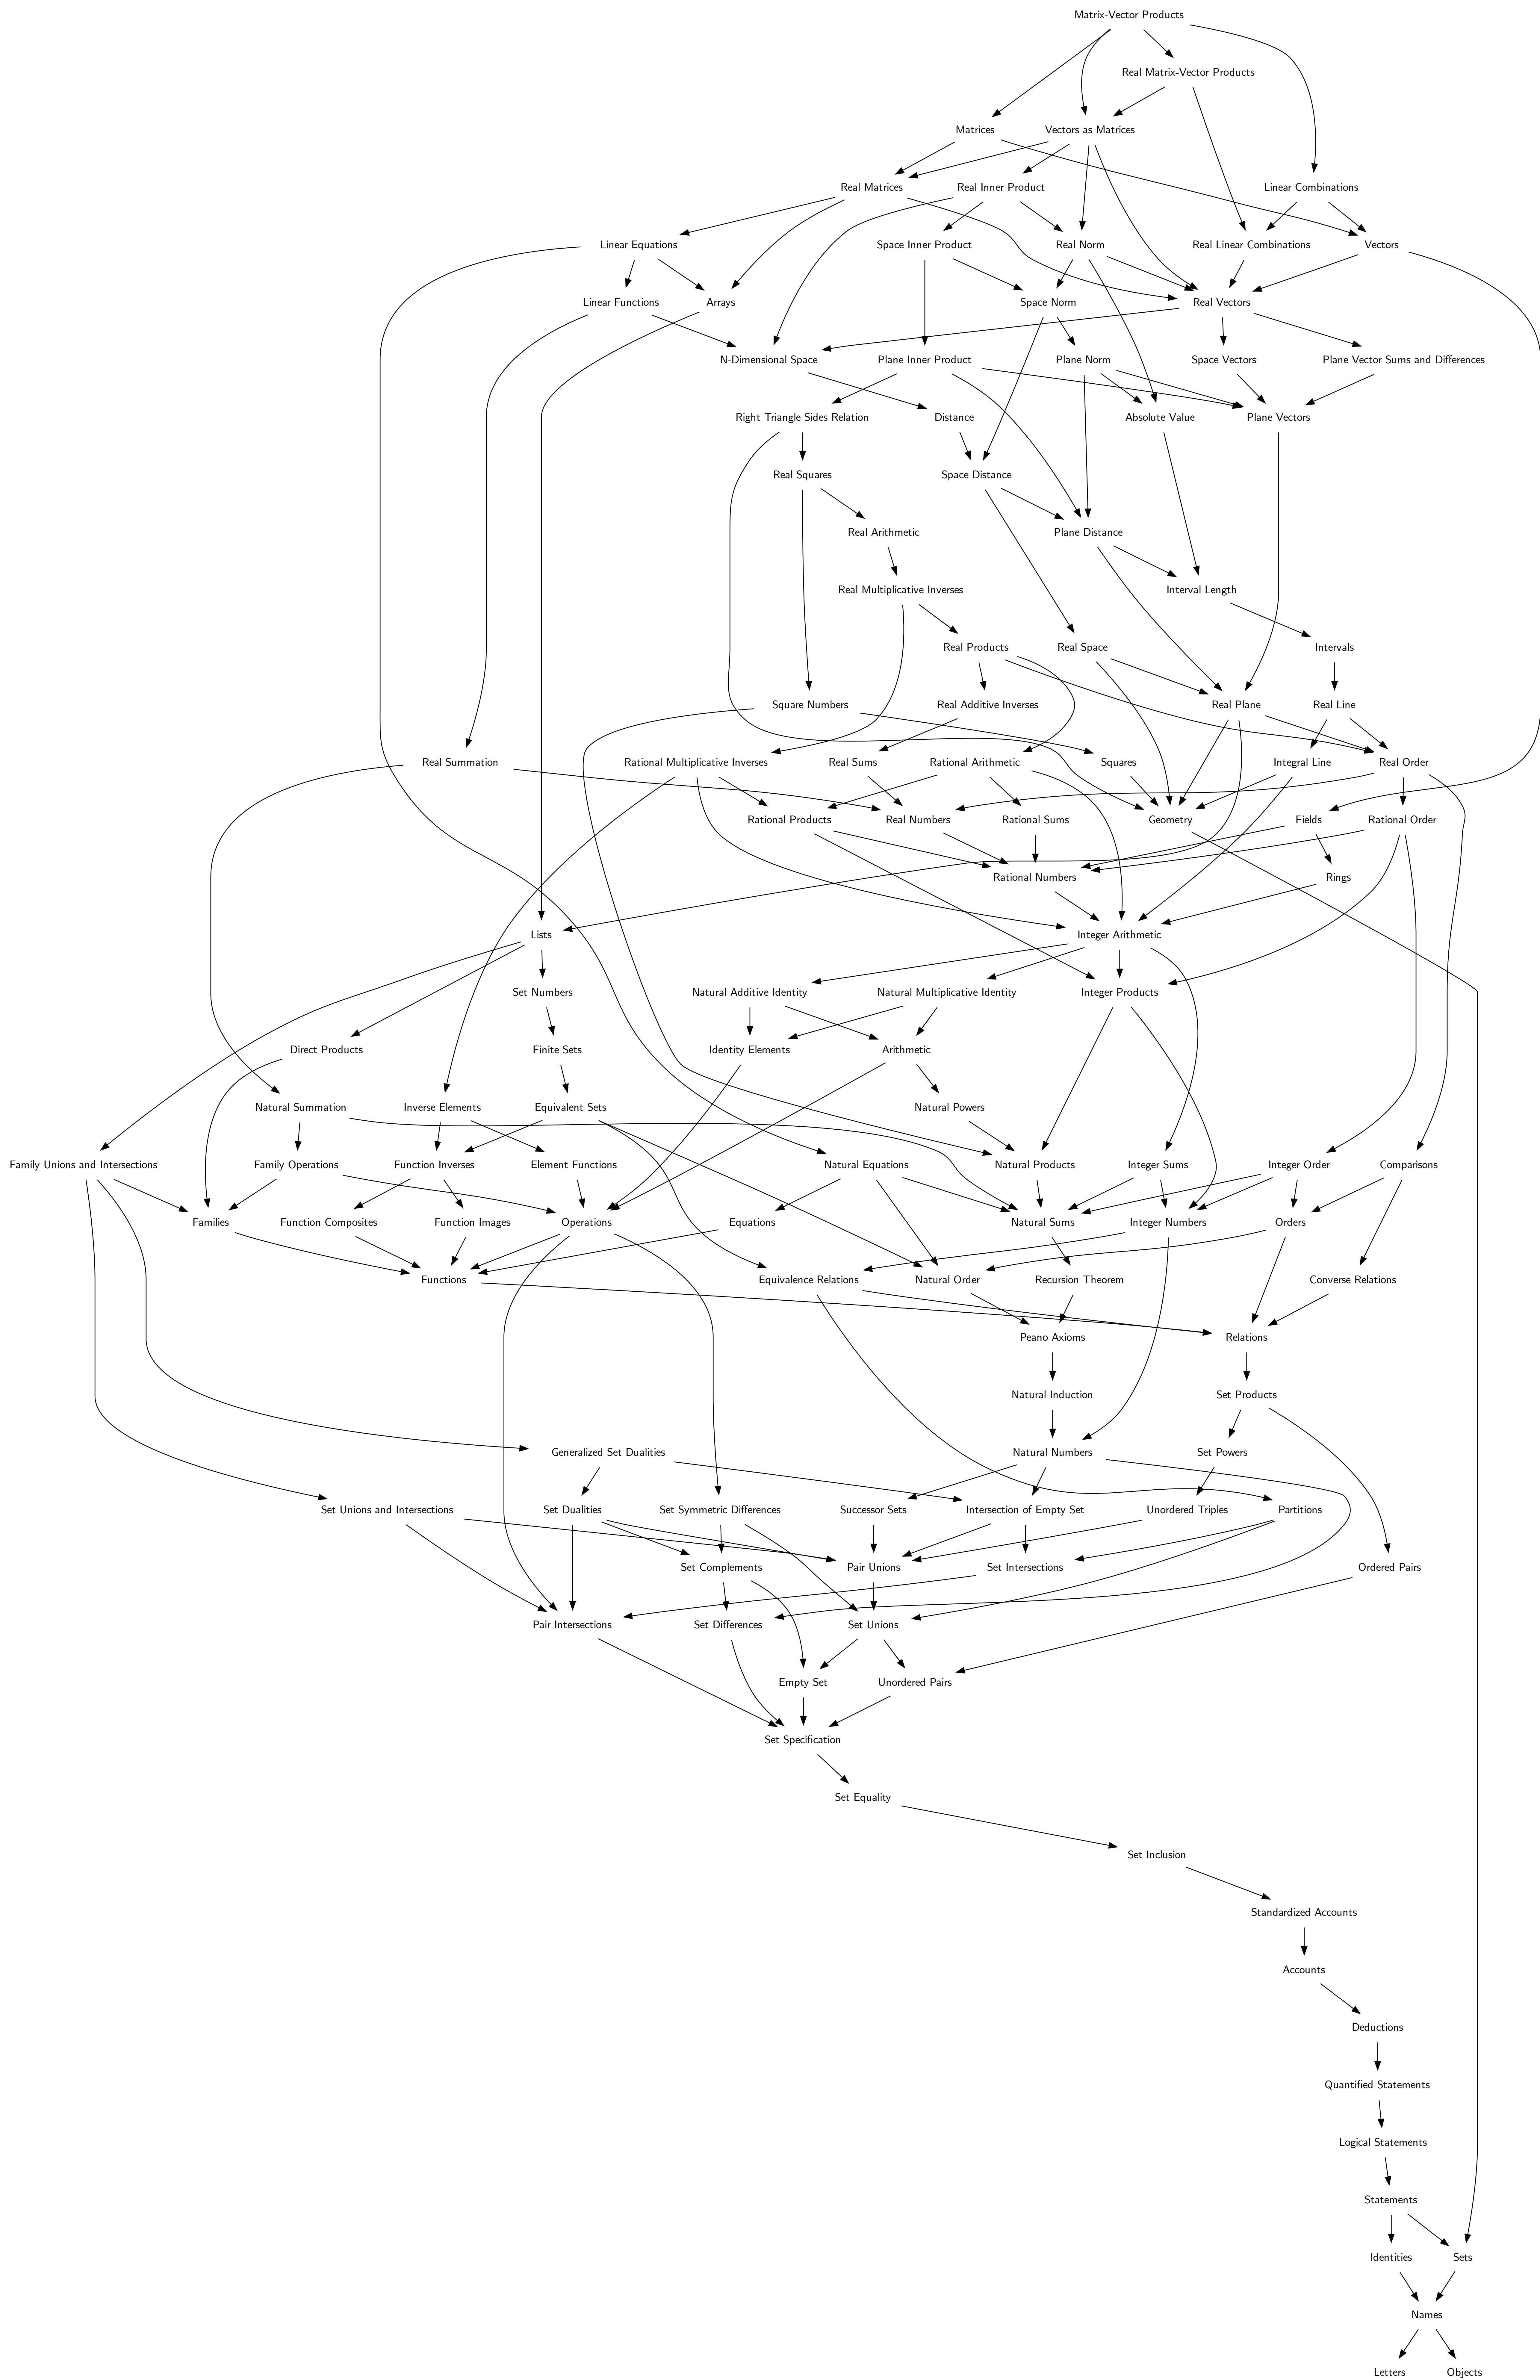 Matrix-Vector Products
Real Matrix-Vector Products
Matrices
Vectors as Matrices
Real Matrices
Real Inner Product
Linear Combinations
Linear Equations
Space Inner Product
Real Norm
Real Linear Combinations
Vectors
Linear Functions
Arrays
Space Norm
Real Vectors
N-Dimensional Space
Plane Inner Product
Plane Norm
Space Vectors
Plane Vector Sums and Differences
Right Triangle Sides Relation
Distance
Absolute Value
Plane Vectors
Real Squares
Space Distance
Real Arithmetic
Plane Distance
Real Multiplicative Inverses
Interval Length
Real Products
Real Space
Intervals
Square Numbers
Real Additive Inverses
Real Plane
Real Line
Real Summation
Rational Multiplicative Inverses
Real Sums
Rational Arithmetic
Squares
Integral Line
Real Order
Rational Products
Real Numbers
Rational Sums
Geometry
Fields
Rational Order
Rational Numbers
Rings
Lists
Integer Arithmetic
Set Numbers
Natural Additive Identity
Natural Multiplicative Identity
Integer Products
Direct Products
Finite Sets
Identity Elements
Arithmetic
Natural Summation
Inverse Elements
Equivalent Sets
Natural Powers
Family Unions and Intersections
Family Operations
Function Inverses
Element Functions
Natural Equations
Natural Products
Integer Sums
Integer Order
Comparisons
Families
Function Composites
Function Images
Operations
Equations
Natural Sums
Integer Numbers
Orders
Functions
Equivalence Relations
Natural Order
Recursion Theorem
Converse Relations
Peano Axioms
Relations
Natural Induction
Set Products
Generalized Set Dualities
Natural Numbers
Set Powers
Set Unions and Intersections
Set Dualities
Set Symmetric Differences
Successor Sets
Intersection of Empty Set
Unordered Triples
Partitions
Set Complements
Pair Unions
Set Intersections
Ordered Pairs
Pair Intersections
Set Differences
Set Unions
Empty Set
Unordered Pairs
Set Specification
Set Equality
Set Inclusion
Standardized Accounts
Accounts
Deductions
Quantified Statements
Logical Statements
Statements
Identities
Sets
Names
Letters
Objects